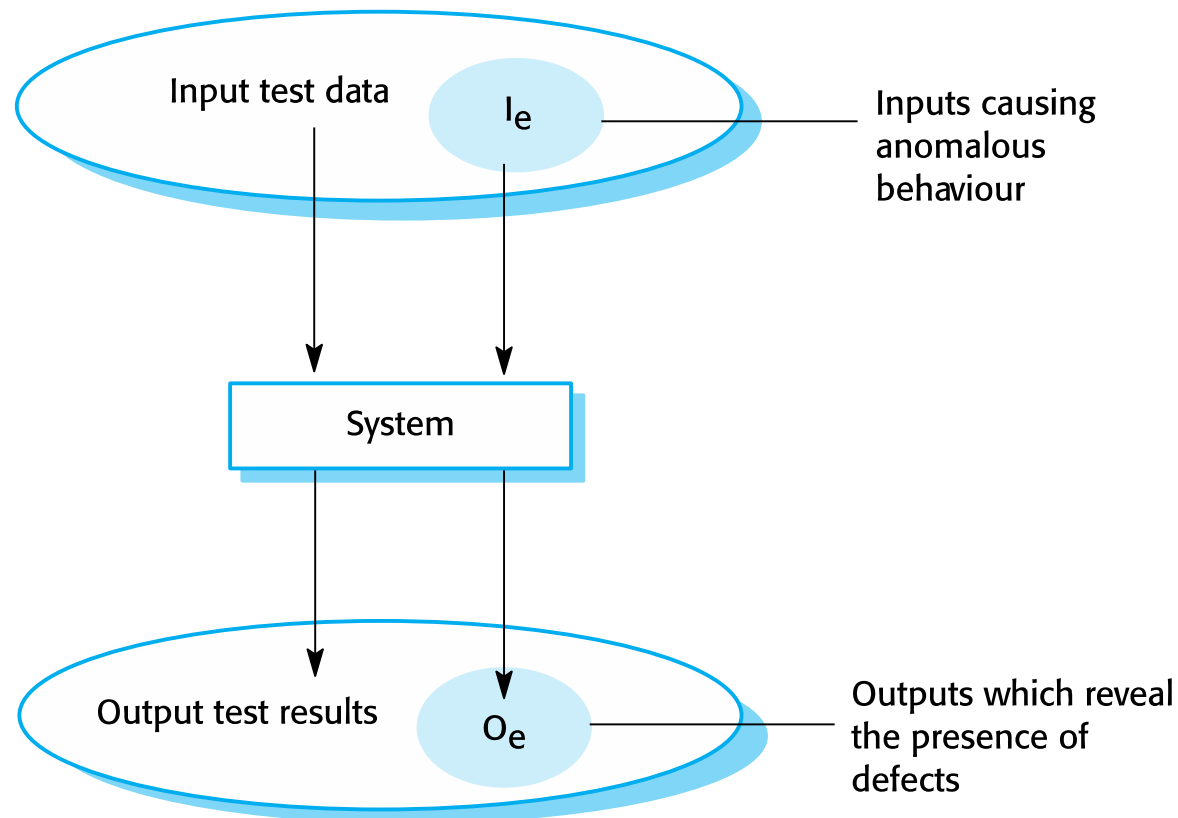 Input test data
Ie
Inputs causing
anomalous
behaviour
System
Output test results
Oe
Outputs which reveal
the presence of
defects